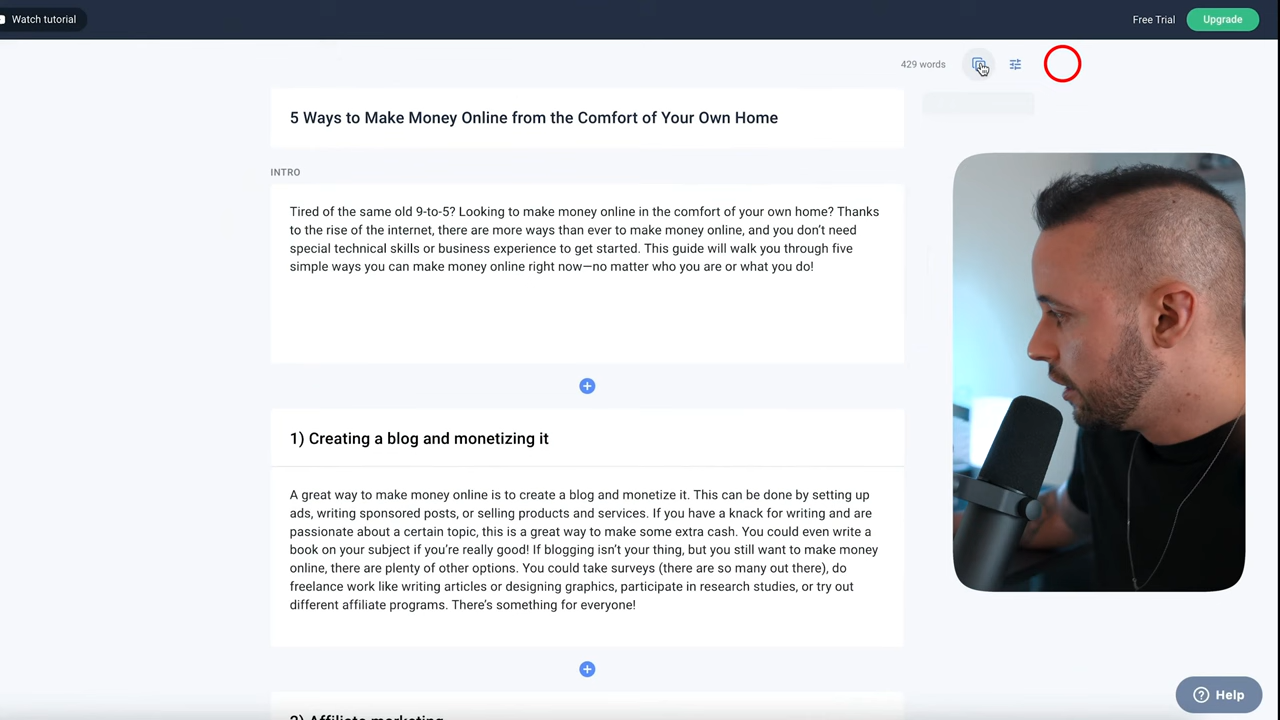 Watch tutorial
Free Trial
Upgrade
429 words
5 Ways to Make Money Online from the Comfort of Your Own Home
INTRO
Tired of the same old 9-to-5? Looking to make money online in the comfort of your own home? Thanks
to the rise of the internet, there are more ways than ever to make money online, and you don't need
special technical skills or business experience to get started. This guide will walk you through five
simple ways you can make money online right now—no matter who you are or what you do!
1) Creating a blog and monetizing it
A great way to make money online is to create a blog and monetize it. This can be done by setting up
ads, writing sponsored posts, or selling products and services. If you have a knack for writing and are
passionate about a certain topic, this is a great way to make some extra cash. You could even write a
book on your subject if you're really good! If blogging isn't your thing, but you still want to make money
online, there are plenty of other options. You could take surveys (there are so many out there), do
freelance work like writing articles or designing graphics, participate in research studies, or try out
different affiliate programs. There's something for everyone!
2) Affiliate marketing
Help